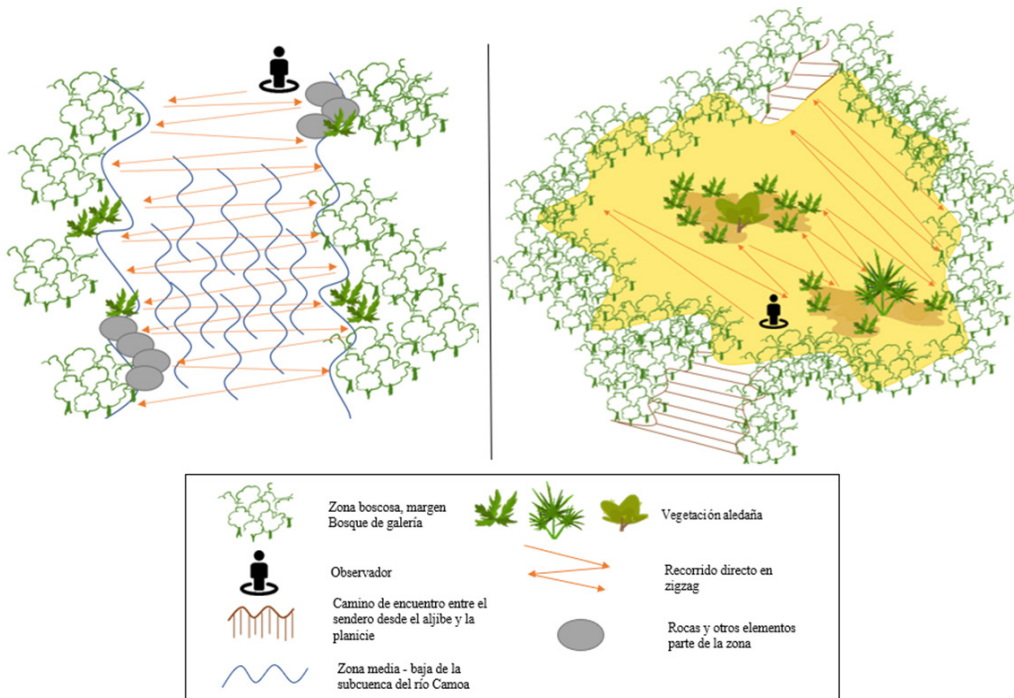 Zona boscosa, margen
Bosque de galería
Vegetación aledaña
Observador
Recorrido directo en
zigzag
Camino de encuentro entre el
sendero desde el aljibe y la
planicie
Rocas y otros elementos
parte de la zona
Zona media - baja de la
subcuenca del río Camoa